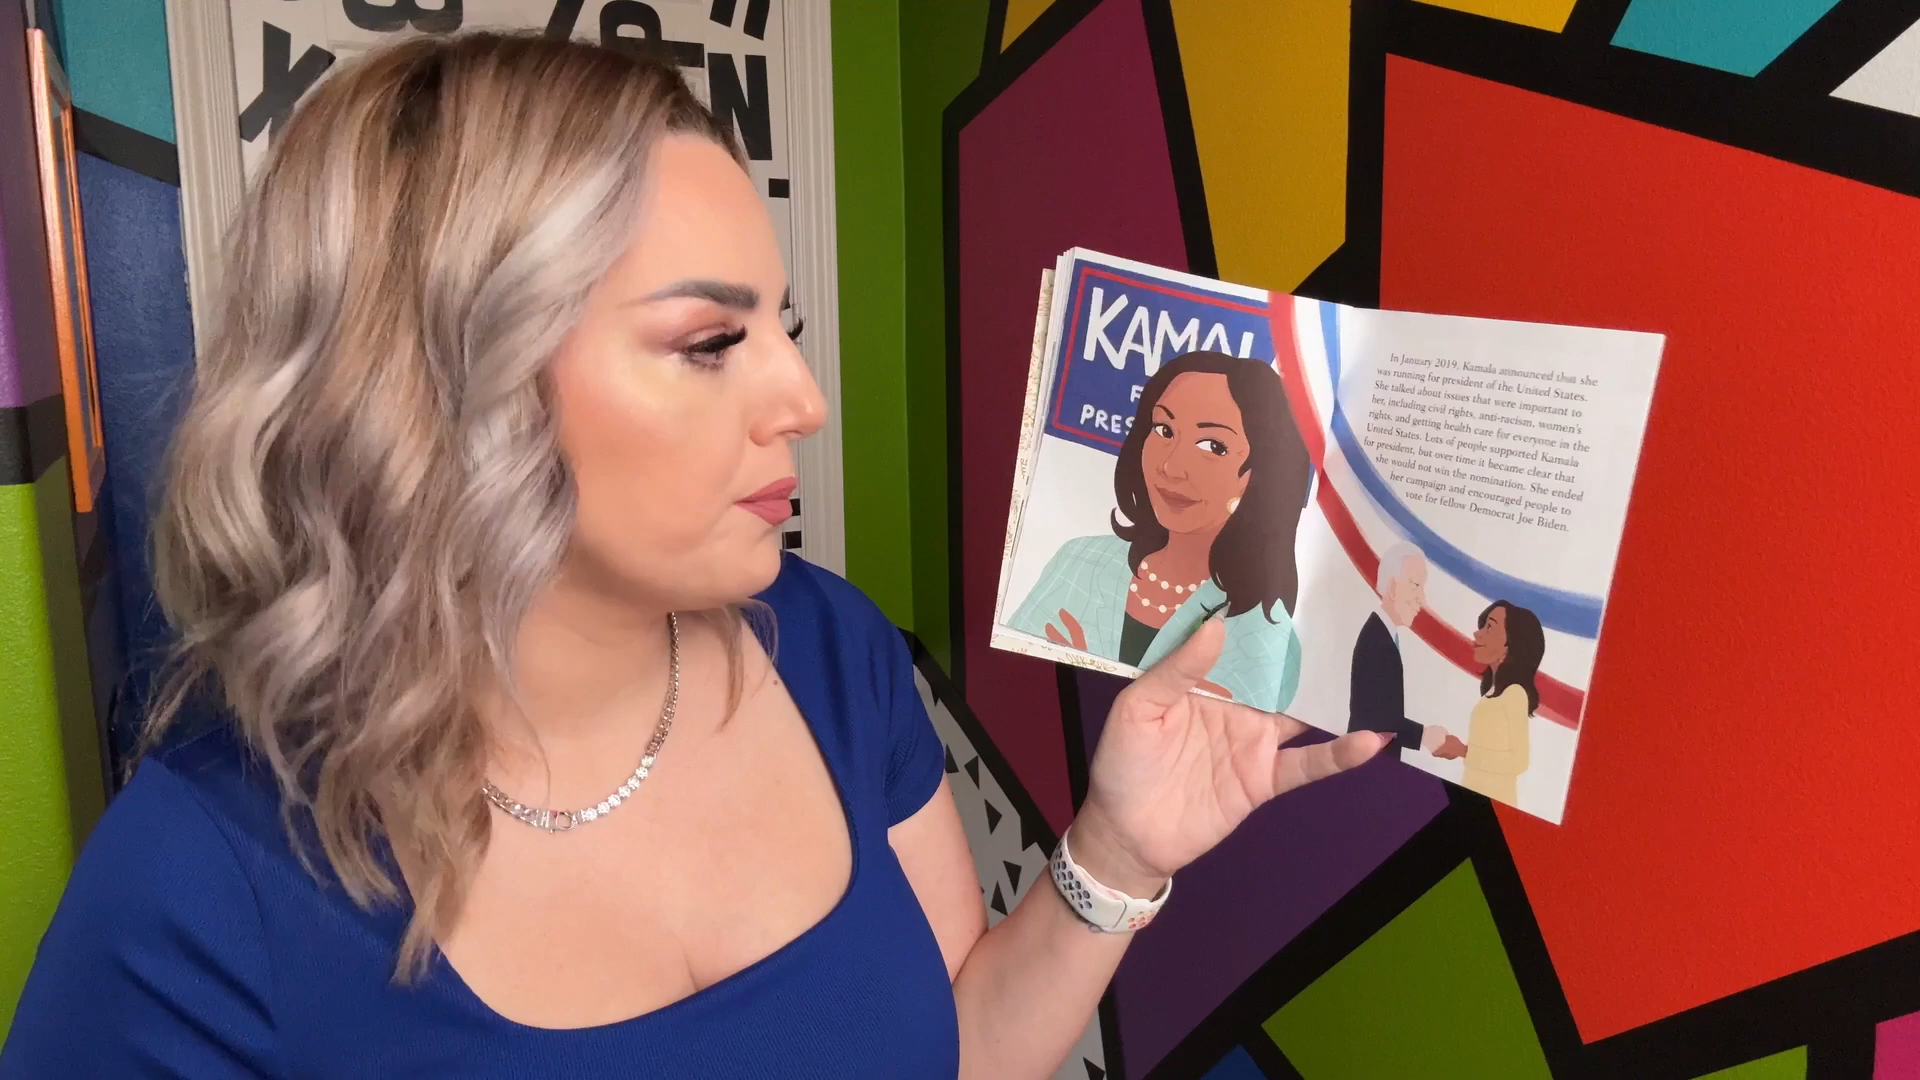 KAMAL
PRES
In January 2019, Kamala announced that she
was running for president of the United States.
She talked about issues that were important to
her, including civil rights, anti-racism, women's
rights, and getting health care for everyone in the
United States. Lots of people supported Kamala
for president, but over time it became clear that
she would not win the nomination. She ended
her campaign and encouraged people to
vote for fellow Democrat Joe Biden.